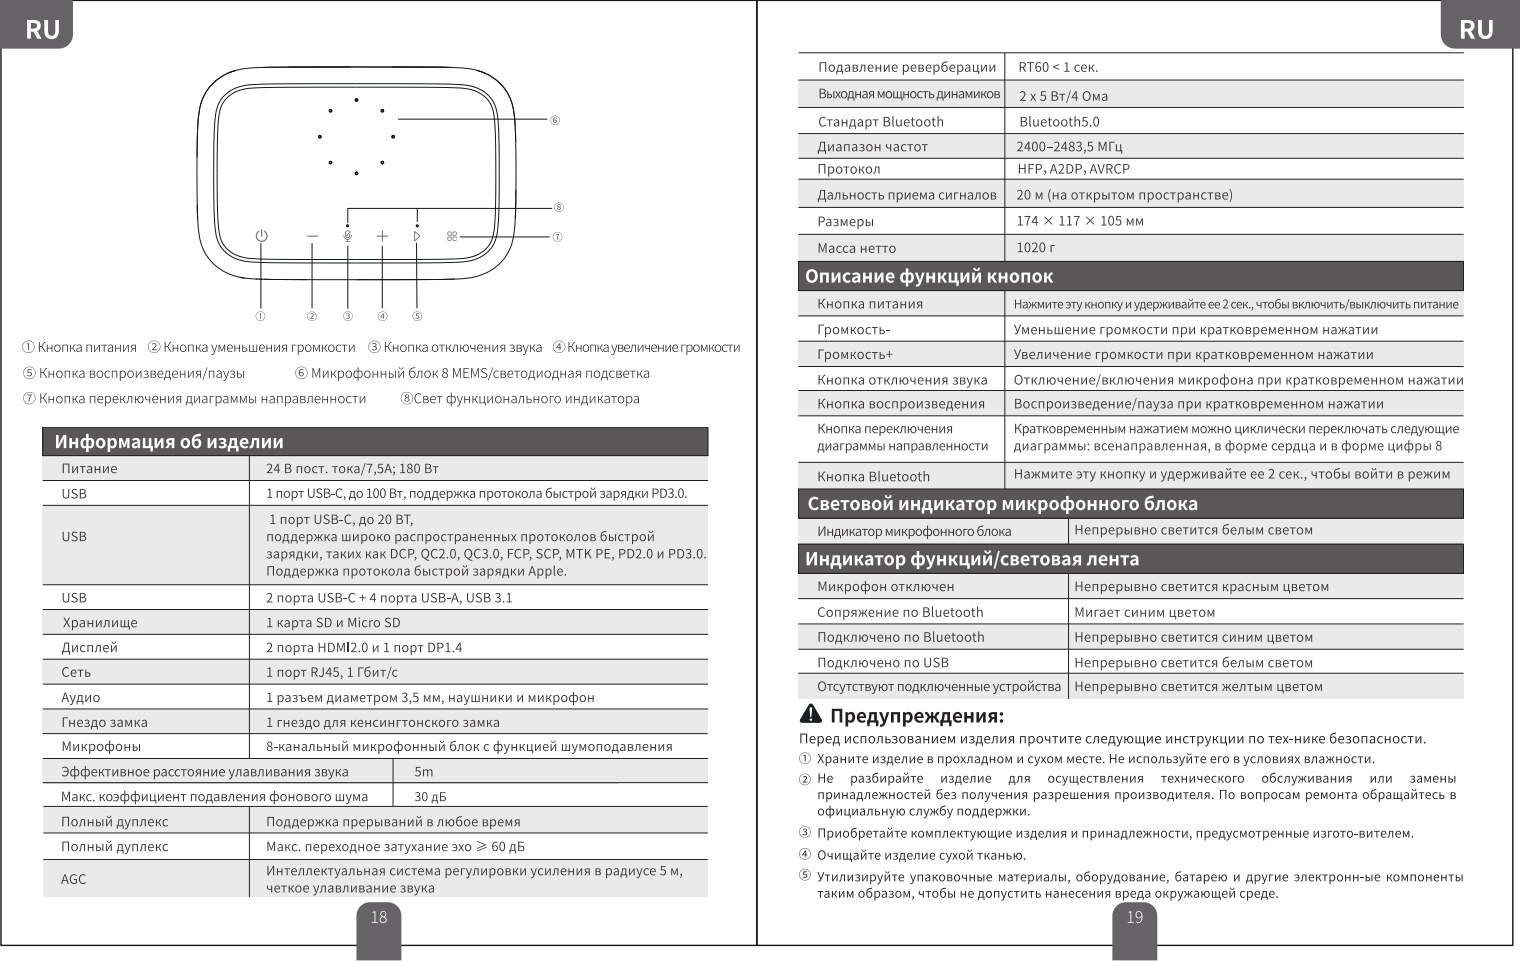 RU
⑥
⑧
⑦
① ② ③ ④ ⑤
① Кнопка питания ② Кнопка уменьшения громкости ③ Кнопка отключения звука ④ Кнопка увеличение громкости
⑤ Кнопка воспроизведения/паузы ⑥ Микрофонный блок 8 MEMS/светодиодная подсветка
⑦ Кнопка переключения диаграммы направленности ⑧Свет функционального индикатора
Информация об изделии
Питание 24 В пост. тока/7,5A; 180 Вт
USB 1 порт USB-C, до 100 Вт, поддержка протокола быстрой зарядки PD3.0.
1 порт USB-C, до 20 ВТ,
USB поддержка широко распространенных протоколов быстрой
зарядки, таких как DCP, QC2.0, QC3.0, FCP, SCP, MTK PE, PD2.0 и PD3.0.
Поддержка протокола быстрой зарядки Apple.
USB 2 порта USB-C + 4 порта USB-A, USB 3.1
Хранилище 1 карта SD и Micro SD
Дисплей 2 порта HDMI2.0 и 1 порт DP1.4
Сеть 1 порт RJ45, 1 Гбит/с
Аудио 1 разъем диаметром 3,5 мм, наушники и микрофон
Гнездо замка 1 гнездо для кенсингтонского замка
Микрофоны 8-канальный микрофонный блок с функцией шумоподавления
Эффективное расстояние улавливания звука 5m
Макс. коэффициент подавления фонового шума 30 дБ
Полный дуплекс Поддержка прерываний в любое время
Полный дуплекс Макс. переходное затухание эхо ⩾ 60 дБ
AGC Интеллектуальная система регулировки усиления в радиусе 5 м,
четкое улавливание звука
18
RU
Подавление реверберации RT60 < 1 сек.
Выходная мощность динамиков 2 x 5 Вт/4 Ома
Стандарт Bluetooth Bluetooth5.0
Диапазон частот 2400–2483,5 МГц
Протокол HFP, A2DP, AVRCP
Дальность приема сигналов 20 м (на открытом пространстве)
Размеры 174 × 117 × 105 мм
Масса нетто 1020 г
Описание функций кнопок
Кнопка питания Нажмите эту кнопку и удерживайте ее 2 сек., чтобы включить/выключить питание
Громкость- Уменьшение громкости при кратковременном нажатии
Громкость+ Увеличение громкости при кратковременном нажатии
Кнопка отключения звука Отключение/включения микрофона при кратковременном нажатии
Кнопка воспроизведения Воспроизведение/пауза при кратковременном нажатии
Кнопка переключения Кратковременным нажатием можно циклически переключать следующие
диаграммы направленности диаграммы: всенаправленная, в форме сердца и в форме цифры 8
Кнопка Bluetooth Нажмите эту кнопку и удерживайте ее 2 сек., чтобы войти в режим
Световой индикатор микрофонного блока
Индикатор микрофонного блока Непрерывно светится белым светом
Индикатор функций/световая лента
Микрофон отключен Непрерывно светится красным цветом
Сопряжение по Bluetooth Мигает синим цветом
Подключено по Bluetooth Непрерывно светится синим цветом
Подключено по USB Непрерывно светится белым светом
Отсутствуют подключенные устройства Непрерывно светится желтым цветом
Предупреждения:
Перед использованием изделия прочтите следующие инструкции по тех-нике безопасности.
① Храните изделие в прохладном и сухом месте. Не используйте его в условиях влажности.
② Не разбирайте изделие для осуществления технического обслуживания или замены
принадлежностей без получения разрешения производителя. По вопросам ремонта обращайтесь в
официальную службу поддержки.
③ Приобретайте комплектующие изделия и принадлежности, предусмотренные изгото-вителем.
④ Очищайте изделие сухой тканью.
⑤ Утилизируйте упаковочные материалы, оборудование, батарею и другие электронн-ые компоненты
таким образом, чтобы не допустить нанесения вреда окружающей среде.
19